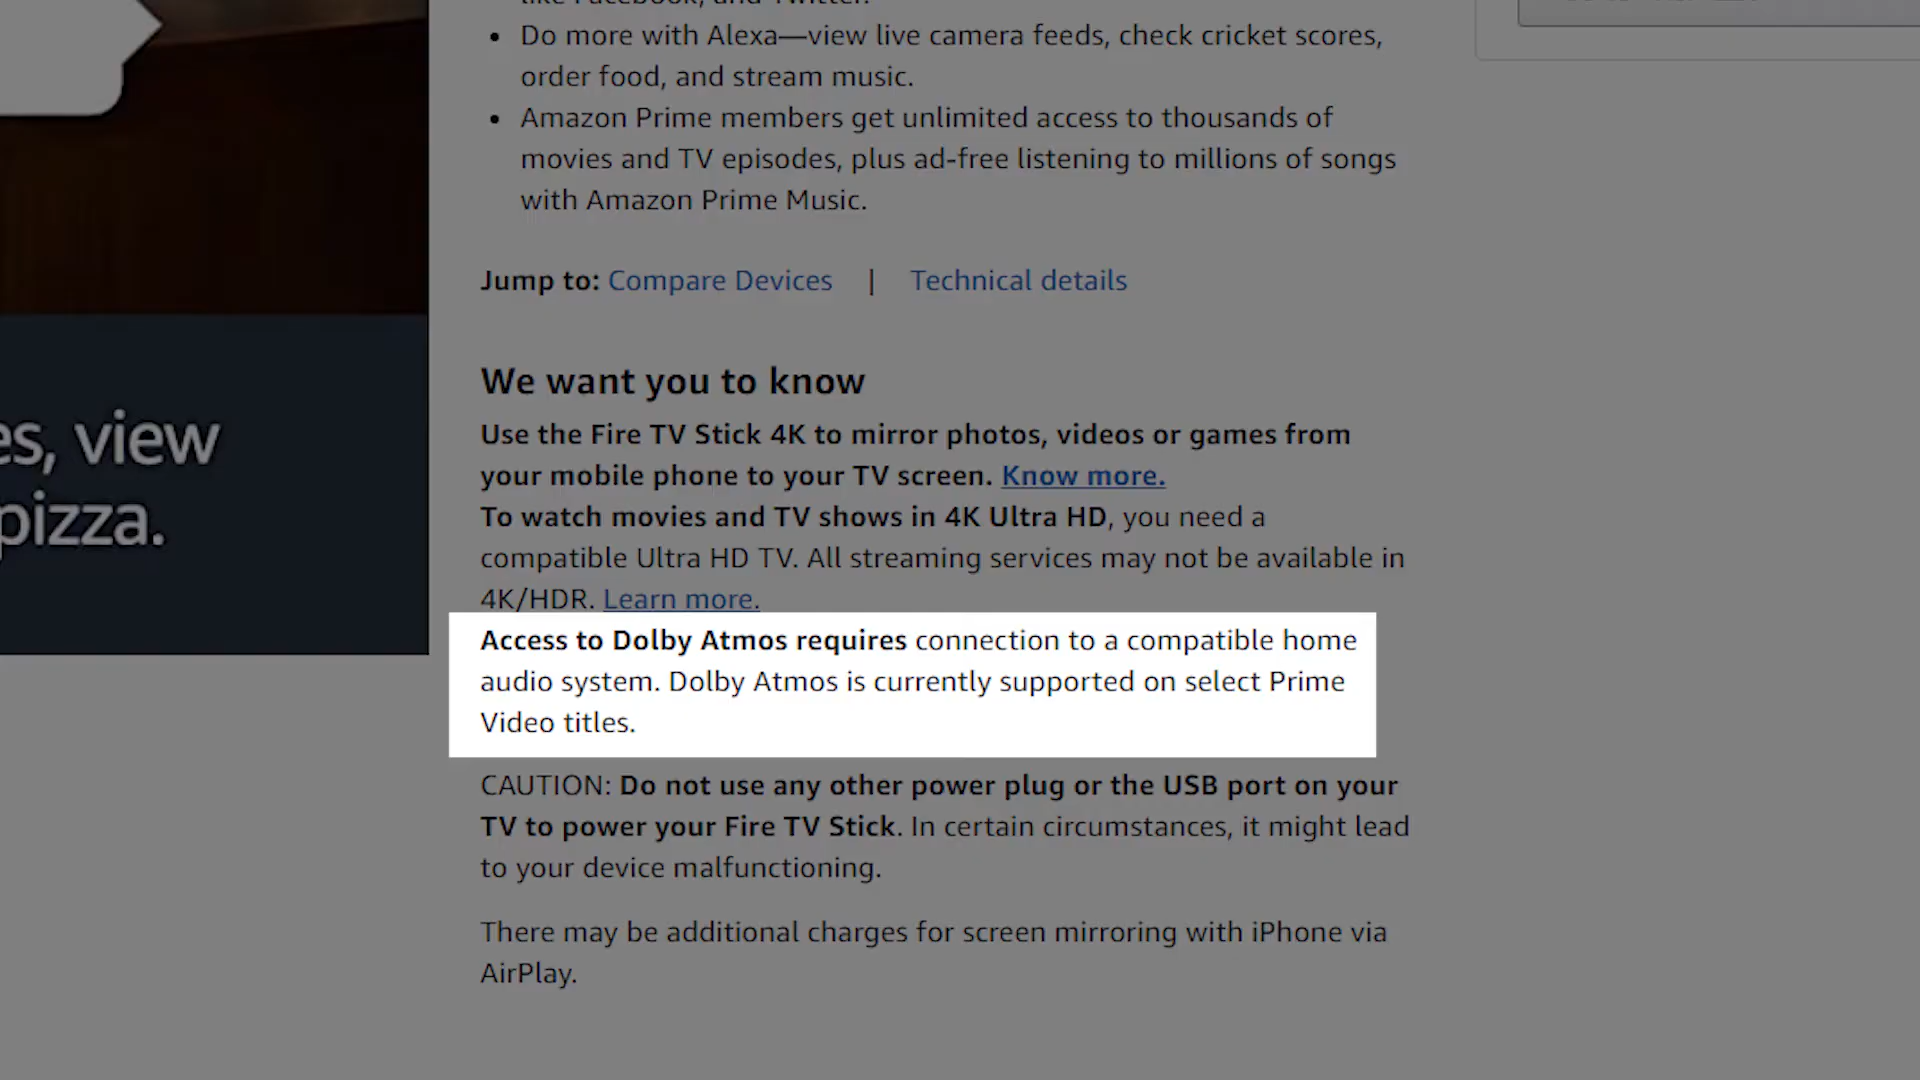 like Facebook, and Twitter.
Do more with Alexa—view live camera feeds, check cricket scores,
order food, and stream music.
Amazon Prime members get unlimited access to thousands of
movies and TV episodes, plus ad-free listening to millions of songs
with Amazon Prime Music.
Jump to: Compare Devices | Technical details
We want you to know
Use the Fire TV Stick 4K to mirror photos, videos or games from
your mobile phone to your TV screen. Know more.
To watch movies and TV shows in 4K Ultra HD, you need a
compatible Ultra HD TV. All streaming services may not be available in
4K/HDR. Learn more.
Access to Dolby Atmos requires connection to a compatible home
audio system. Dolby Atmos is currently supported on select Prime
Video titles.
CAUTION: Do not use any other power plug or the USB port on your
TV to power your Fire TV Stick. In certain circumstances, it might lead
to your device malfunctioning.
There may be additional charges for screen mirroring with iPhone via
AirPlay.
es, view
pizza.